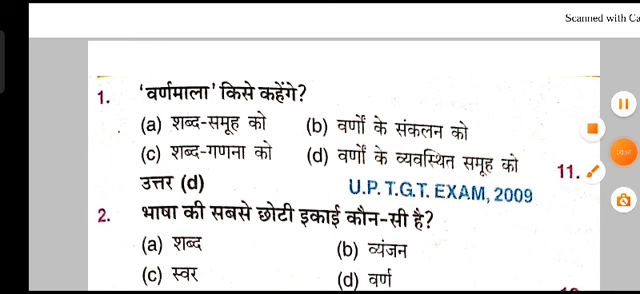 Scanned with Ca
1. 'वर्णमाला' किसे कहेंगे?
(a) शब्द-समूह को (b) वर्णों के संकलन को
(c) शब्द-गणना को (d) वर्णों के व्यवस्थित समूह को
11.
उत्तर (d) U.P. T.G.T. EXAM, 2009
2. भाषा की सबसे छोटी इकाई कौन-सी है?
(a) शब्द (b) व्यंजन
(c) स्वर (d) वर्ण